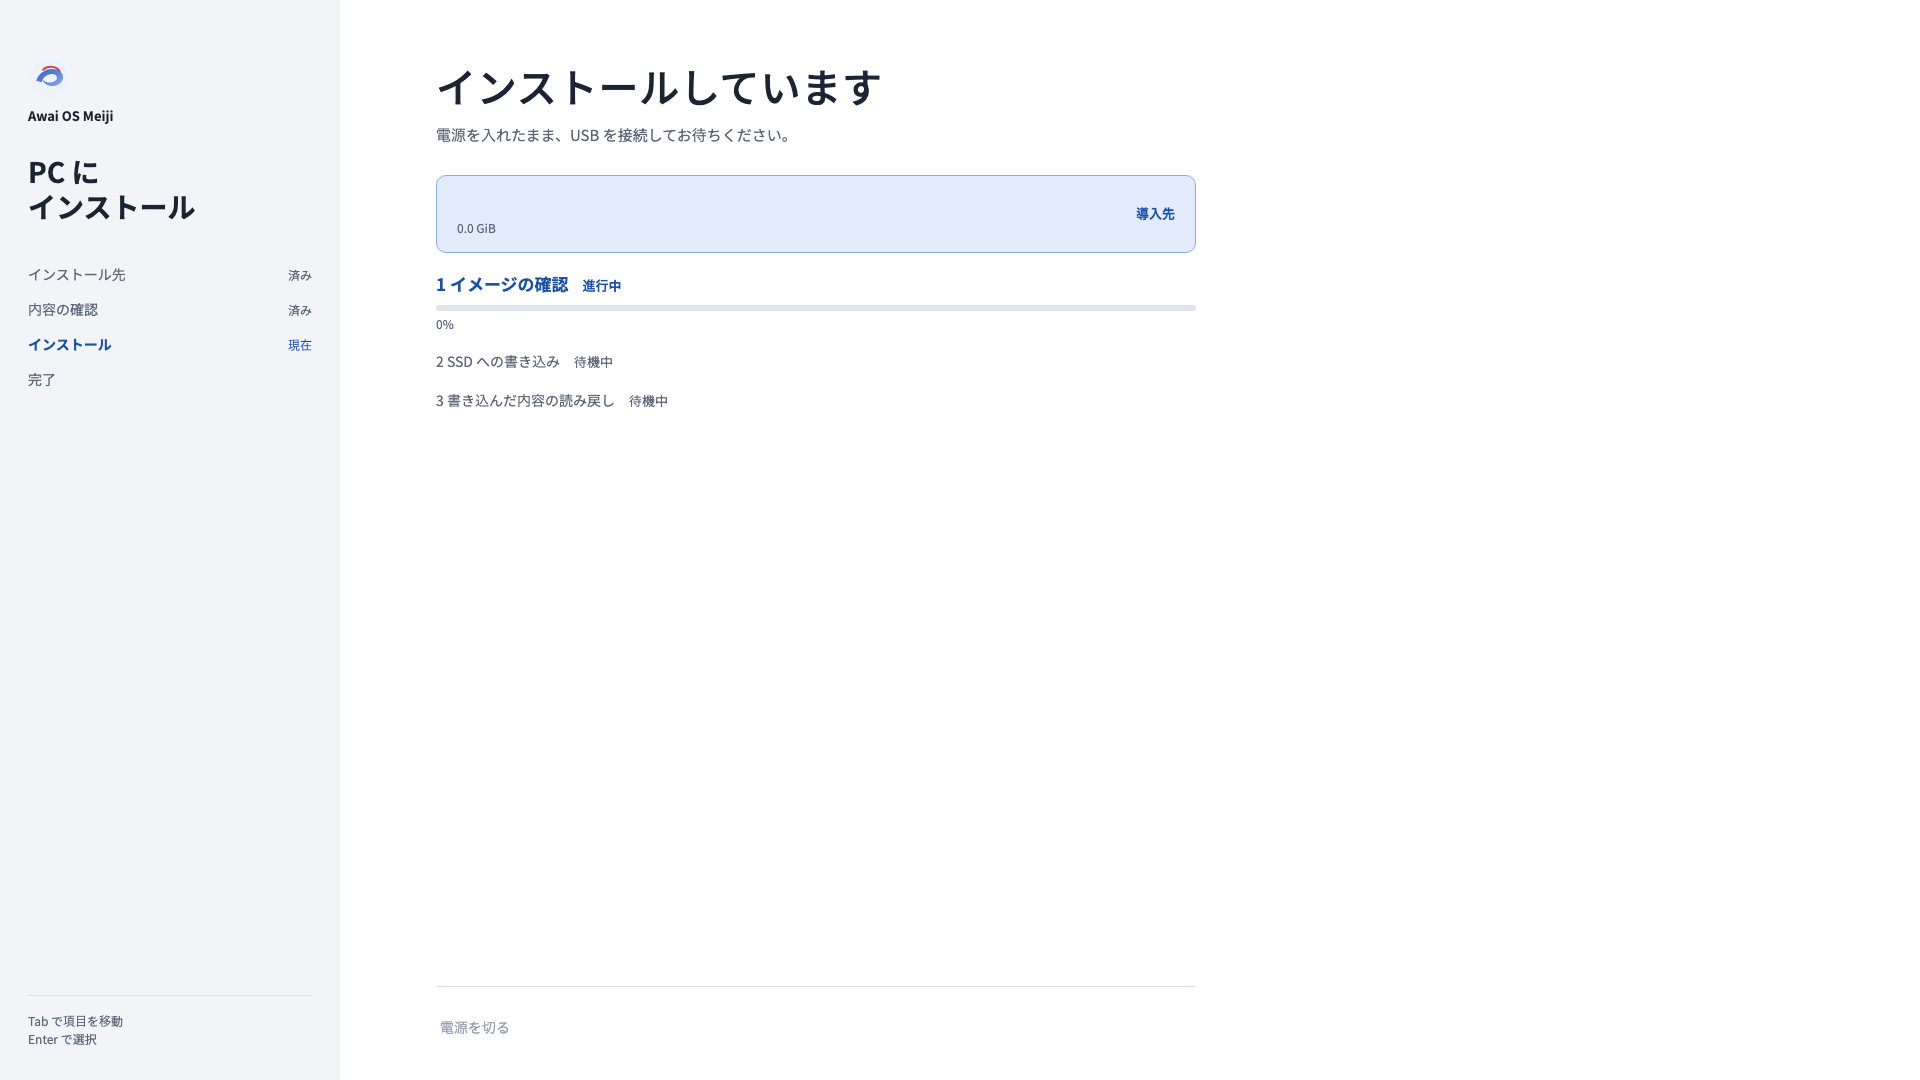 Awai OS Meiji
PC に
インストール
インストール先 済み
内容の確認 済み
インストール 現在
完了
Tab で項目を移動
Enter で選択
インストールしています
電源を入れたまま、USB を接続してお待ちください。
導入先
0.0 GiB
1 イメージの確認 進行中
0%
2 SSD への書き込み 待機中
3 書き込んだ内容の読み戻し 待機中
電源を切る